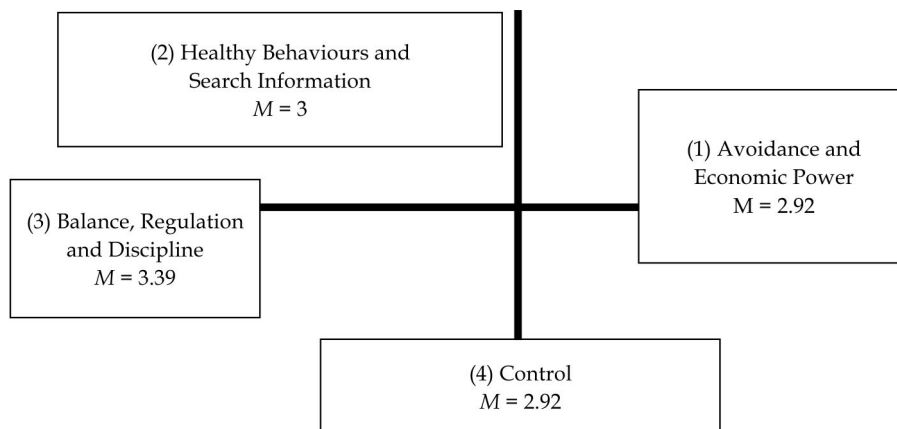 (2) Healthy Behaviours and
Search Information
M = 3
(1) Avoidance and
Economic Power
M = 2.92
(3) Balance, Regulation
and Discipline
M = 3.39
(4) Control
M = 2.92